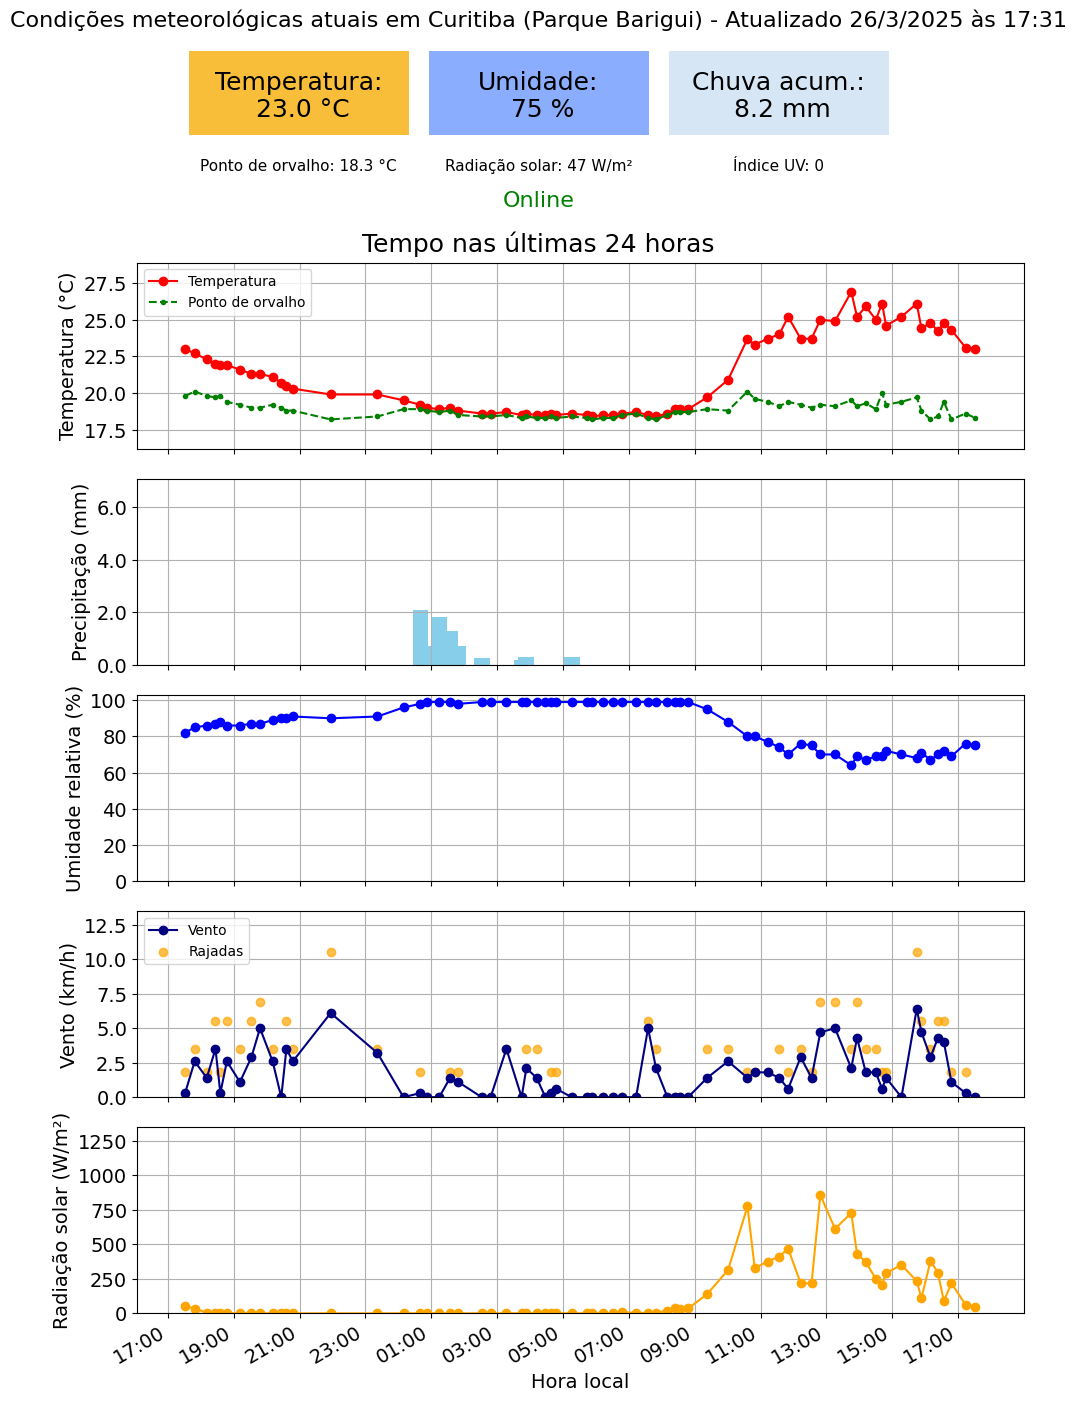 Condições meteorológicas atuais em Curitiba (Parque Barigui) - Atualizado 26/3/2025 às 17:31
Temperatura:
23.0 °C
Umidade:
75 %
Chuva acum.:
8.2 mm
Ponto de orvalho: 18.3 °C
Radiação solar: 47 W/m²
Índice UV: 0
Online
Tempo nas últimas 24 horas
Temperatura (°C)
27.5
25.0
22.5
20.0
17.5
Temperatura
Ponto de orvalho
Precipitação (mm)
6.0
4.0
2.0
0.0
Umidade relativa (%)
100
80
60
40
20
0
Vento (km/h)
12.5
10.0
7.5
5.0
2.5
0.0
Vento
Rajadas
Radiação solar (W/m²)
1250
1000
750
500
250
0
17:00 19:00 21:00 23:00 01:00 03:00 05:00 07:00 09:00 11:00 13:00 15:00 17:00
Hora local